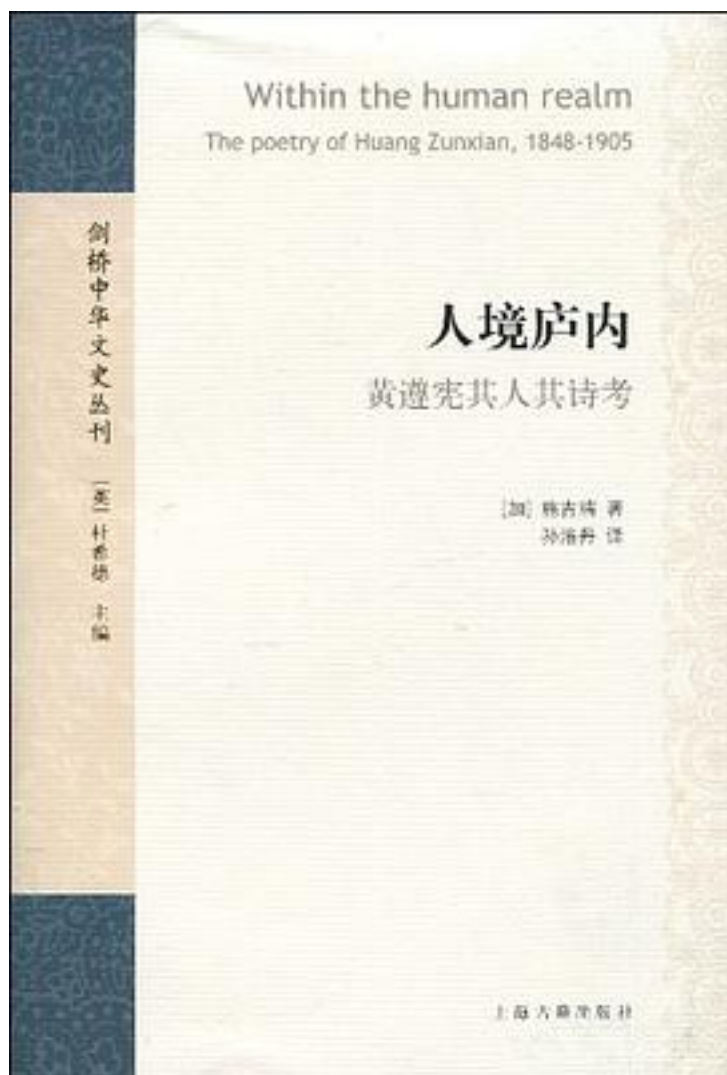 Within the human realm
The poetry of Huang Zunxian, 1848-1905
人境庐内
黄遵宪其人其诗考
[加] 施吉瑞 著
孙洛丹 译
剑桥中华文史丛刊
[英] 杜希德 主编
上海古籍出版社